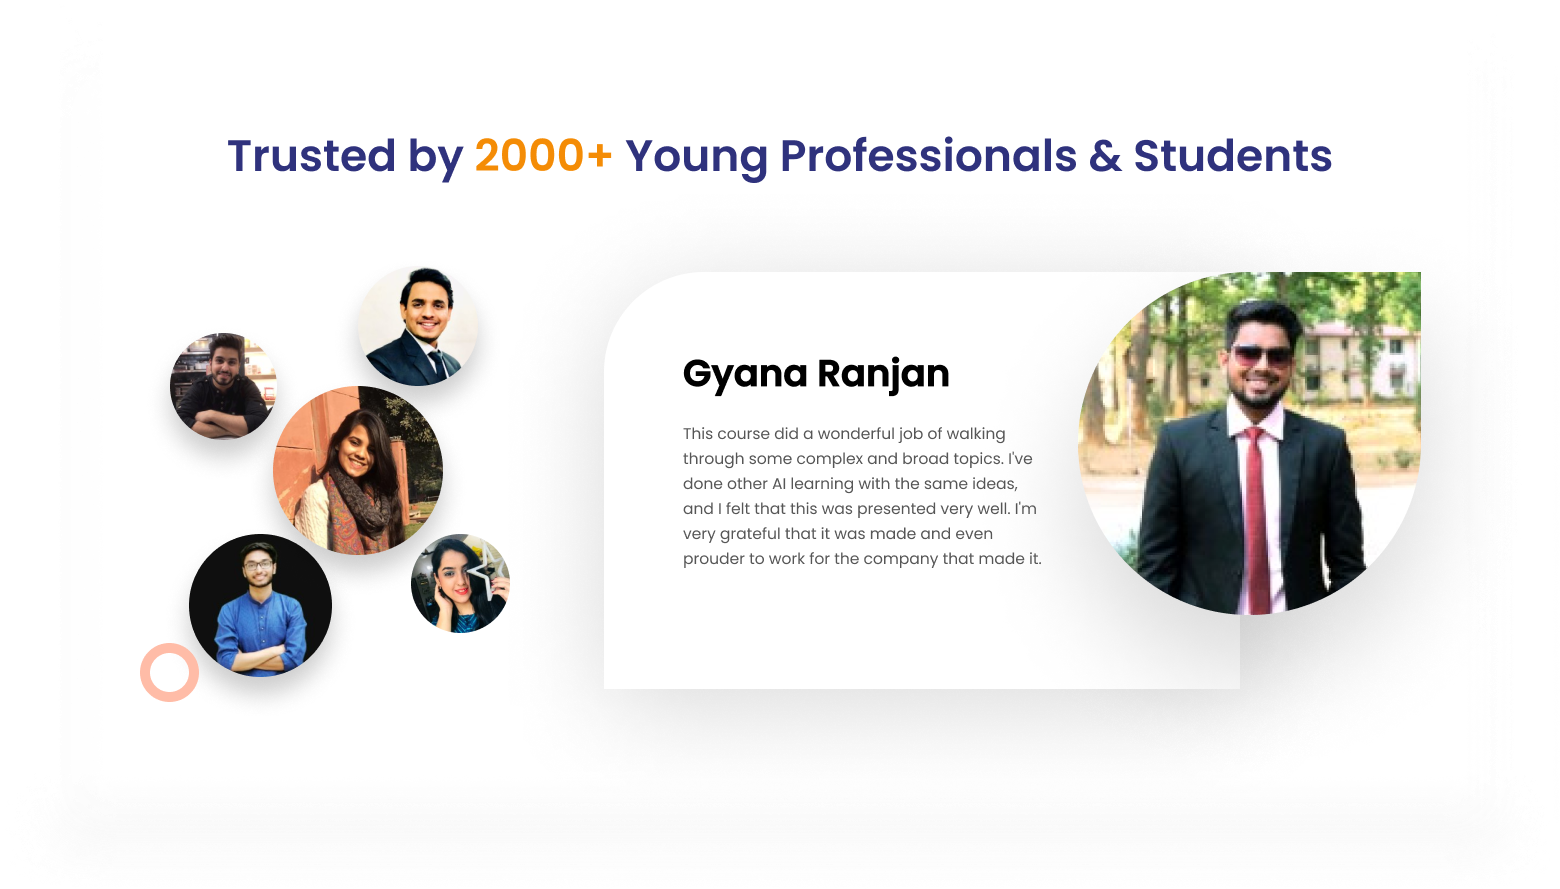 Trusted by 2000+ Young Professionals & Students
Gyana Ranjan
This course did a wonderful job of walking
through some complex and broad topics. I've
done other AI learning with the same ideas,
and I felt that this was presented very well. I'm
very grateful that it was made and even
prouder to work for the company that made it.